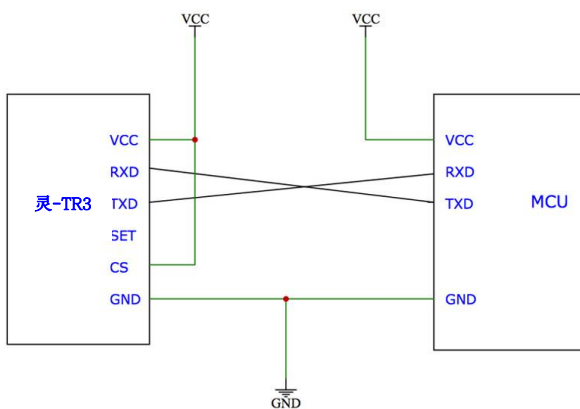 VCC
VCC
VCC
RXD
TXD
SET
CS
GND
灵-TR3
VCC
RXD
TXD
GND
MCU
GND